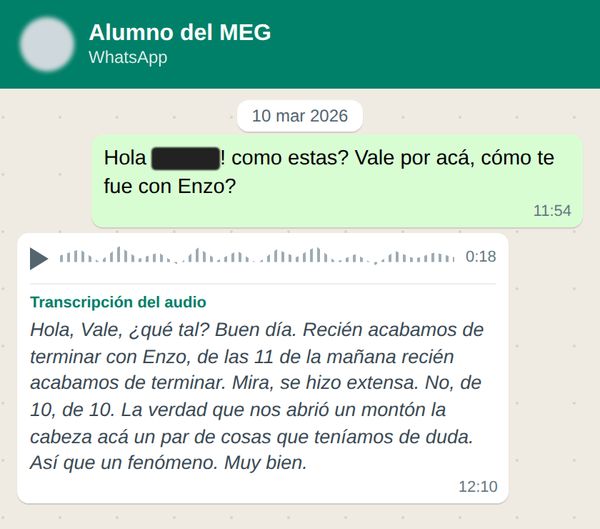 Alumno del MEG
WhatsApp
10 mar 2026
Hola ! como estas? Vale por acá, cómo te
fue con Enzo?
11:54
0:18
Transcripción del audio
Hola, Vale, ¿qué tal? Buen día. Recién acabamos de
terminar con Enzo, de las 11 de la mañana recién
acabamos de terminar. Mira, se hizo extensa. No, de
10, de 10. La verdad que nos abrió un montón la
cabeza acá un par de cosas que teníamos de duda.
Así que un fenómeno. Muy bien.
12:10